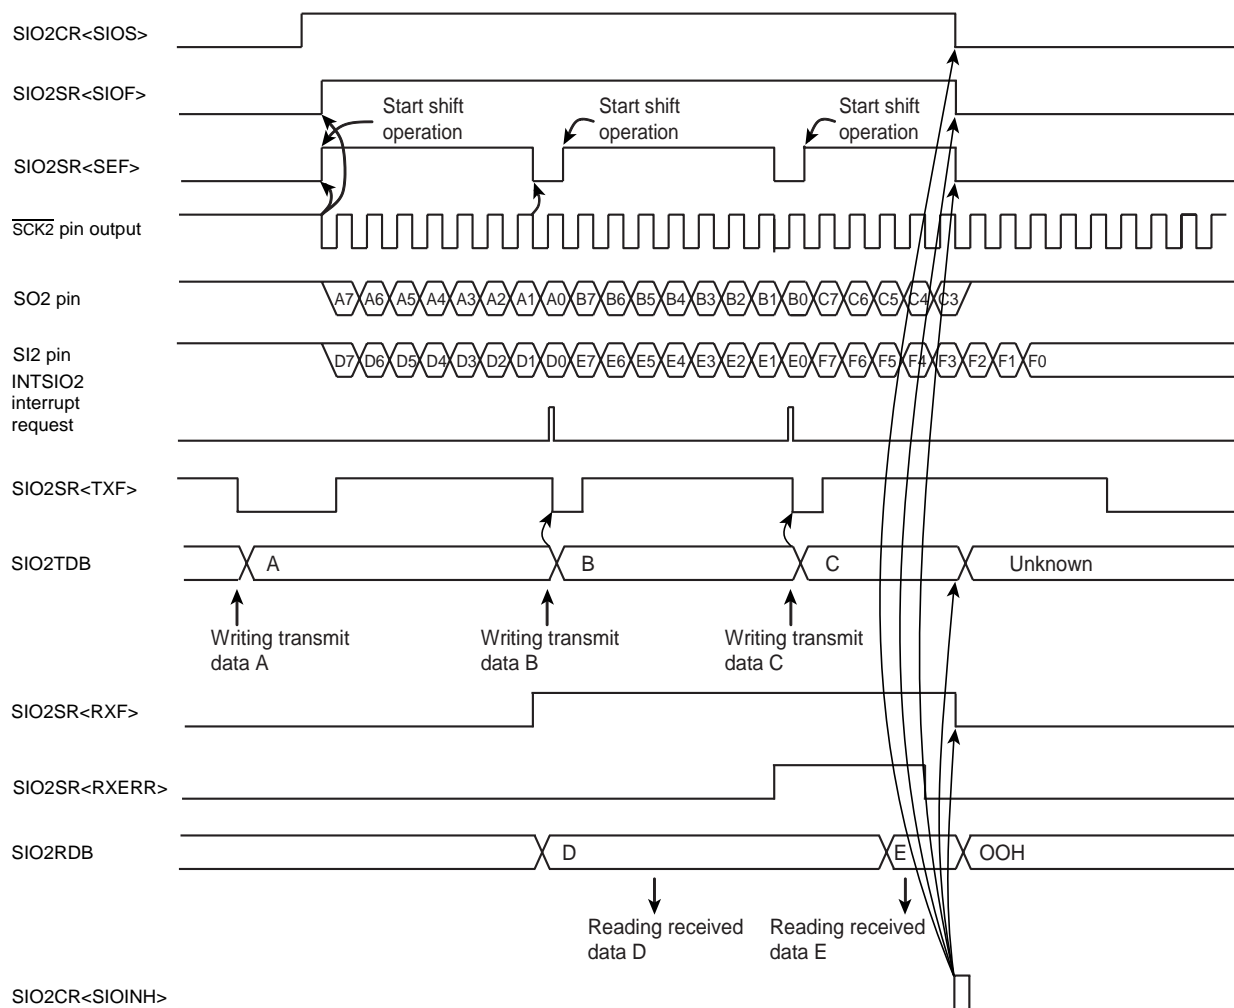 SIO2CR<SIOS>
SIO2SR<SIOF>
Start shift
operation
Start shift
operation
Start shift
operation
SIO2SR<SEF>
SCK2 pin output
SO2 pin
A7 A6 A5 A4 A3 A2 A1 A0 B7 B6 B5 B4 B3 B2 B1 B0 C7 C6 C5 C4 C3
SI2 pin
D7 D6 D5 D4 D3 D2 D1 D0 E7 E6 E5 E4 E3 E2 E1 E0 F7 F6 F5 F4 F3 F2 F1 F0
INTSIO2
interrupt
request
SIO2SR<TXF>
SIO2TDB
A B C Unknown
Writing transmit
data A
Writing transmit
data B
Writing transmit
data C
SIO2SR<RXF>
SIO2SR<RXERR>
SIO2RDB
D E OOH
Reading received
data D
Reading received
data E
SIO2CR<SIOINH>